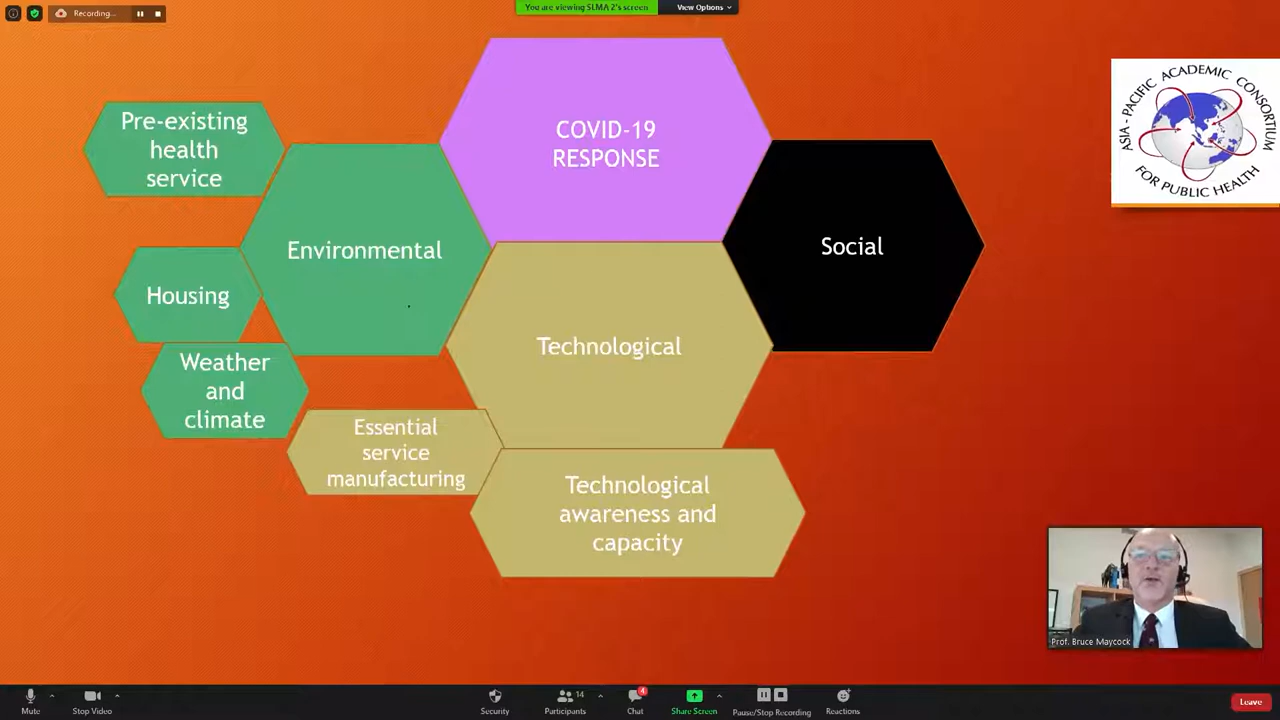 Recording...
You are viewing SLMA 2's screen
View Options
COVID-19
RESPONSE
Pre-existing
health
service
Environmental
Social
Housing
Technological
Weather
and
climate
Essential
service
manufacturing
Technological
awareness and
capacity
ASIA - PACIFIC ACADEMIC CONSORTIUM
FOR PUBLIC HEALTH
Prof. Bruce Maycock
Mute
Stop Video
Security
Participants
14
Chat
4
Share Screen
Pause/Stop Recording
Reactions
Leave